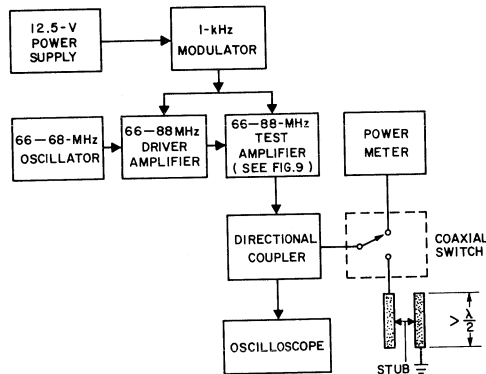 12.5-V
POWER
SUPPLY
1-kHz
MODULATOR
66-68-MHz
OSCILLATOR
66-88MHz
DRIVER
AMPLIFIER
66-88-MHz
TEST
AMPLIFIER
(SEE FIG.9)
POWER
METER
DIRECTIONAL
COUPLER
COAXIAL
SWITCH
OSCILLOSCOPE
> λ/2
STUB